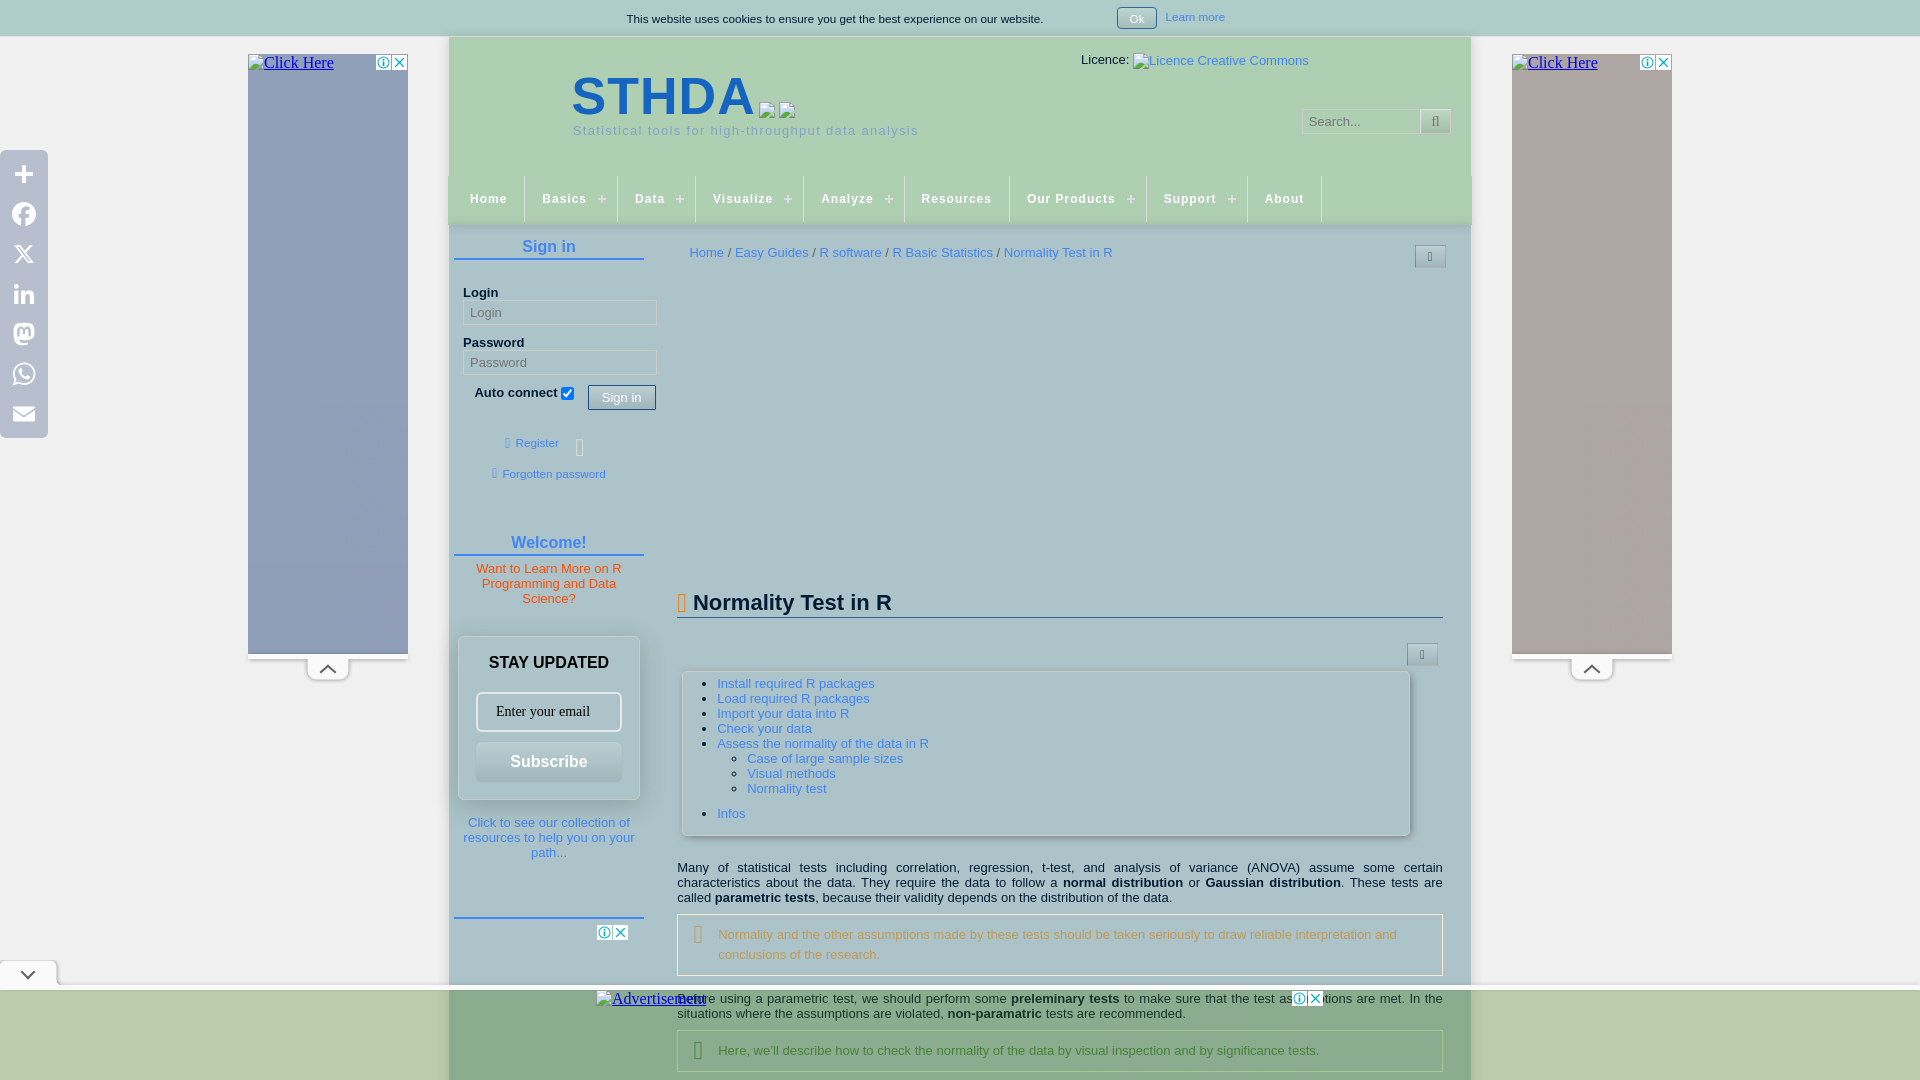 This website uses cookies to ensure you get the best experience on our website.
Ok
Learn more
Click Here
Click Here
Licence: Licence Creative Commons
STHDA
Statistical tools for high-throughput data analysis
Search...
Home
Basics
Data
Visualize
Analyze
Resources
Our Products
Support
About
Sign in
Login
Login
Password
Password
Auto connect
Sign in
Register
Forgotten password
Welcome!
Want to Learn More on R
Programming and Data
Science?
STAY UPDATED
Enter your email
Subscribe
Click to see our collection of
resources to help you on your
path...
Home / Easy Guides / R software / R Basic Statistics / Normality Test in R
Normality Test in R
Install required R packages
Load required R packages
Import your data into R
Check your data
Assess the normality of the data in R
Case of large sample sizes
Visual methods
Normality test
Infos
Many of statistical tests including correlation, regression, t-test, and analysis of variance (ANOVA) assume some certain
characteristics about the data. They require the data to follow a normal distribution or Gaussian distribution. These tests are
called parametric tests, because their validity depends on the distribution of the data.
Normality and the other assumptions made by these tests should be taken seriously to draw reliable interpretation and
conclusions of the research.
Advertisement
using a parametric test, we should perform some preleminary tests to make sure that the test are met. In the
situations where the assumptions are violated, non-paramatric tests are recommended.
Here, we'll describe how to check the normality of the data by visual inspection and by significance tests.